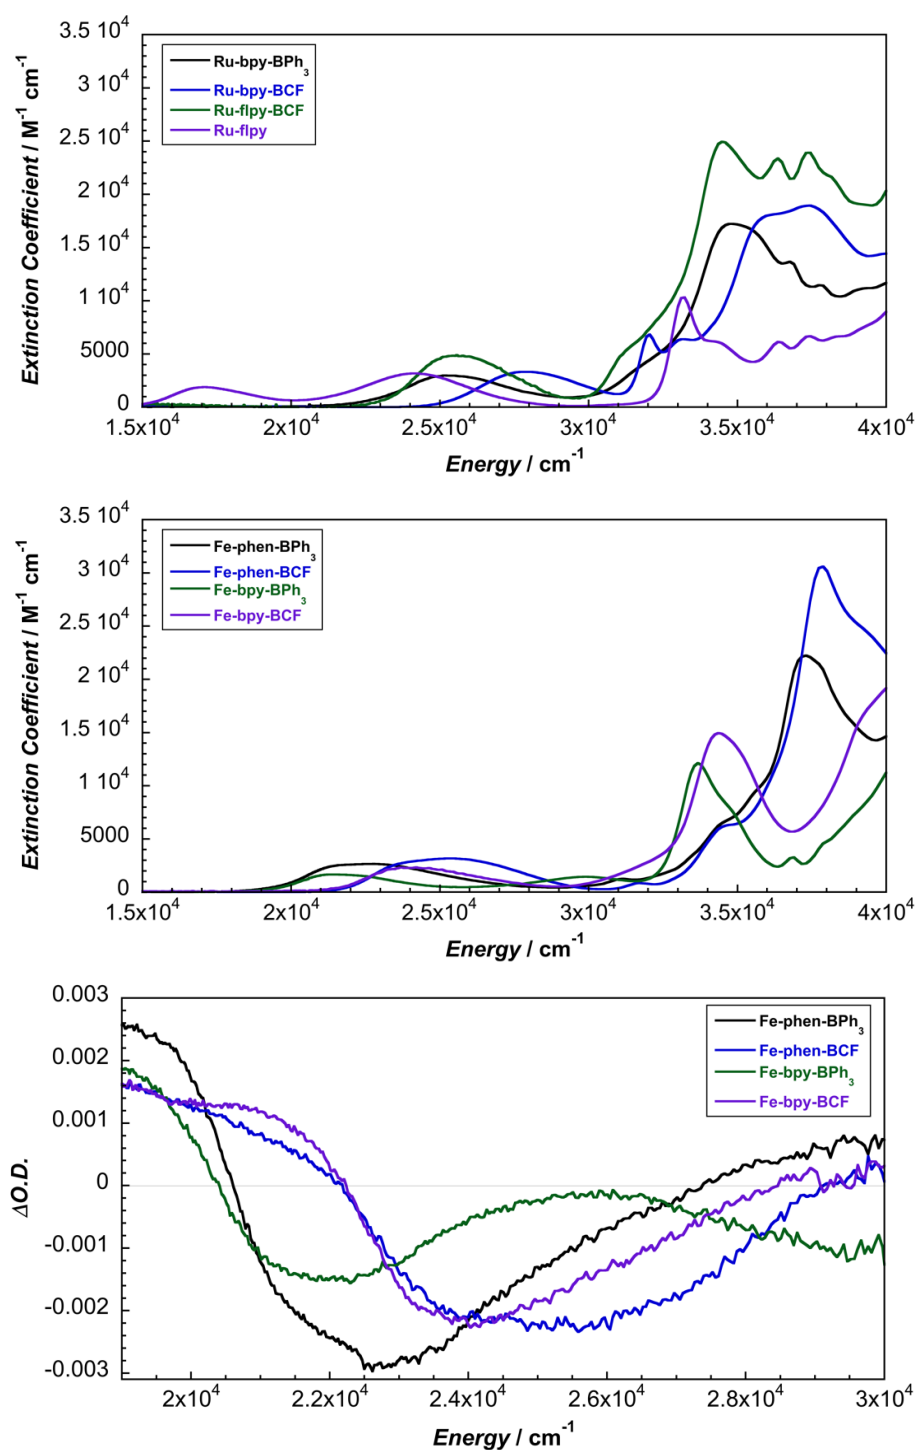 3.5 10⁴
3 10⁴
2.5 10⁴
2 10⁴
1.5 10⁴
1 10⁴
5000
0
Extinction Coefficient / M⁻¹ cm⁻¹
Ru-bpy-BPh₃
Ru-bpy-BCF
Ru-flpy-BCF
Ru-flpy
1.5x10⁴ 2x10⁴ 2.5x10⁴ 3x10⁴ 3.5x10⁴ 4x10⁴
Energy / cm⁻¹
3.5 10⁴
3 10⁴
2.5 10⁴
2 10⁴
1.5 10⁴
1 10⁴
5000
0
Extinction Coefficient / M⁻¹ cm⁻¹
Fe-phen-BPh₃
Fe-phen-BCF
Fe-bpy-BPh₃
Fe-bpy-BCF
1.5x10⁴ 2x10⁴ 2.5x10⁴ 3x10⁴ 3.5x10⁴ 4x10⁴
Energy / cm⁻¹
0.003
0.002
0.001
0
-0.001
-0.002
-0.003
ΔO.D.
Fe-phen-BPh₃
Fe-phen-BCF
Fe-bpy-BPh₃
Fe-bpy-BCF
2x10⁴ 2.2x10⁴ 2.4x10⁴ 2.6x10⁴ 2.8x10⁴ 3x10⁴
Energy / cm⁻¹